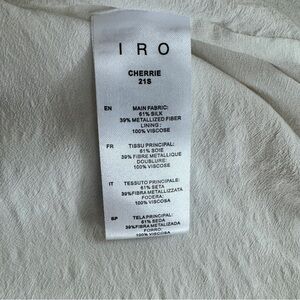 IRO
CHERRIE
21S
EN
MAIN FABRIC:
61% SILK
39% METALLIZED FIBER
LINING:
100% VISCOSE
FR
TISSU PRINCIPAL:
61% SOIE
39% FIBRE METALLIQUE
DOUBLURE:
100% VISCOSE
IT
TESSUTO PRINCIPALE:
61% SETA
39%FIBRA METALLIZZATA
FODERA:
100% VISCOSA
SP
TELA PRINCIPAL:
61% SEDA
39%FIBRA METALIZADA
FORRO:
100% VISCOSA